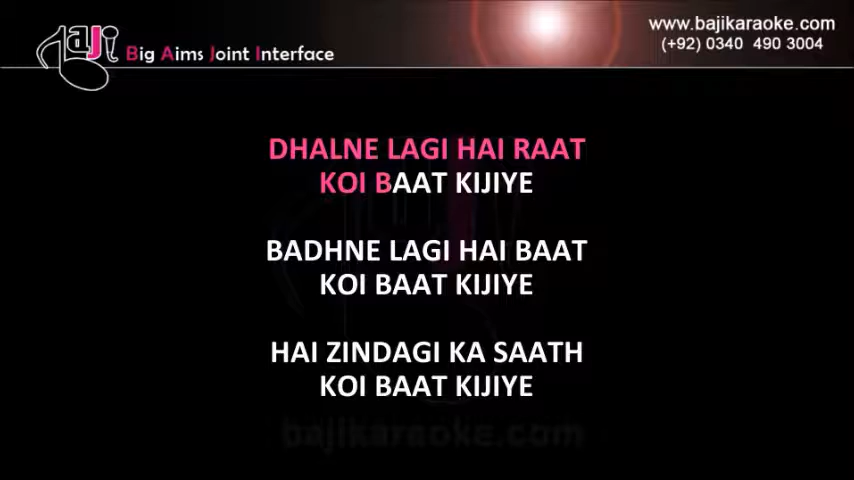 Baji Big Aims Joint Interface
www.bajikaraoke.com
(+92) 0340 490 3004
DHALNE LAGI HAI RAAT
KOI BAAT KIJIYE
BADHNE LAGI HAI BAAT
KOI BAAT KIJIYE
HAI ZINDAGI KA SAATH
KOI BAAT KIJIYE
bajikaraoke.com